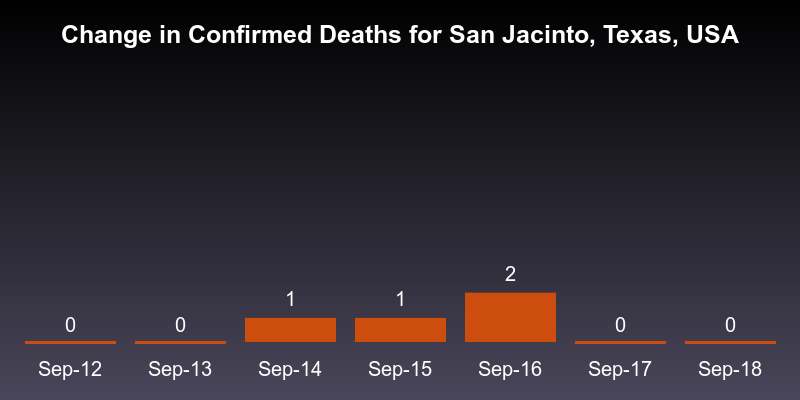 Change in Confirmed Deaths for San Jacinto, Texas, USA
0 0 1 1 2 0 0
Sep-12 Sep-13 Sep-14 Sep-15 Sep-16 Sep-17 Sep-18